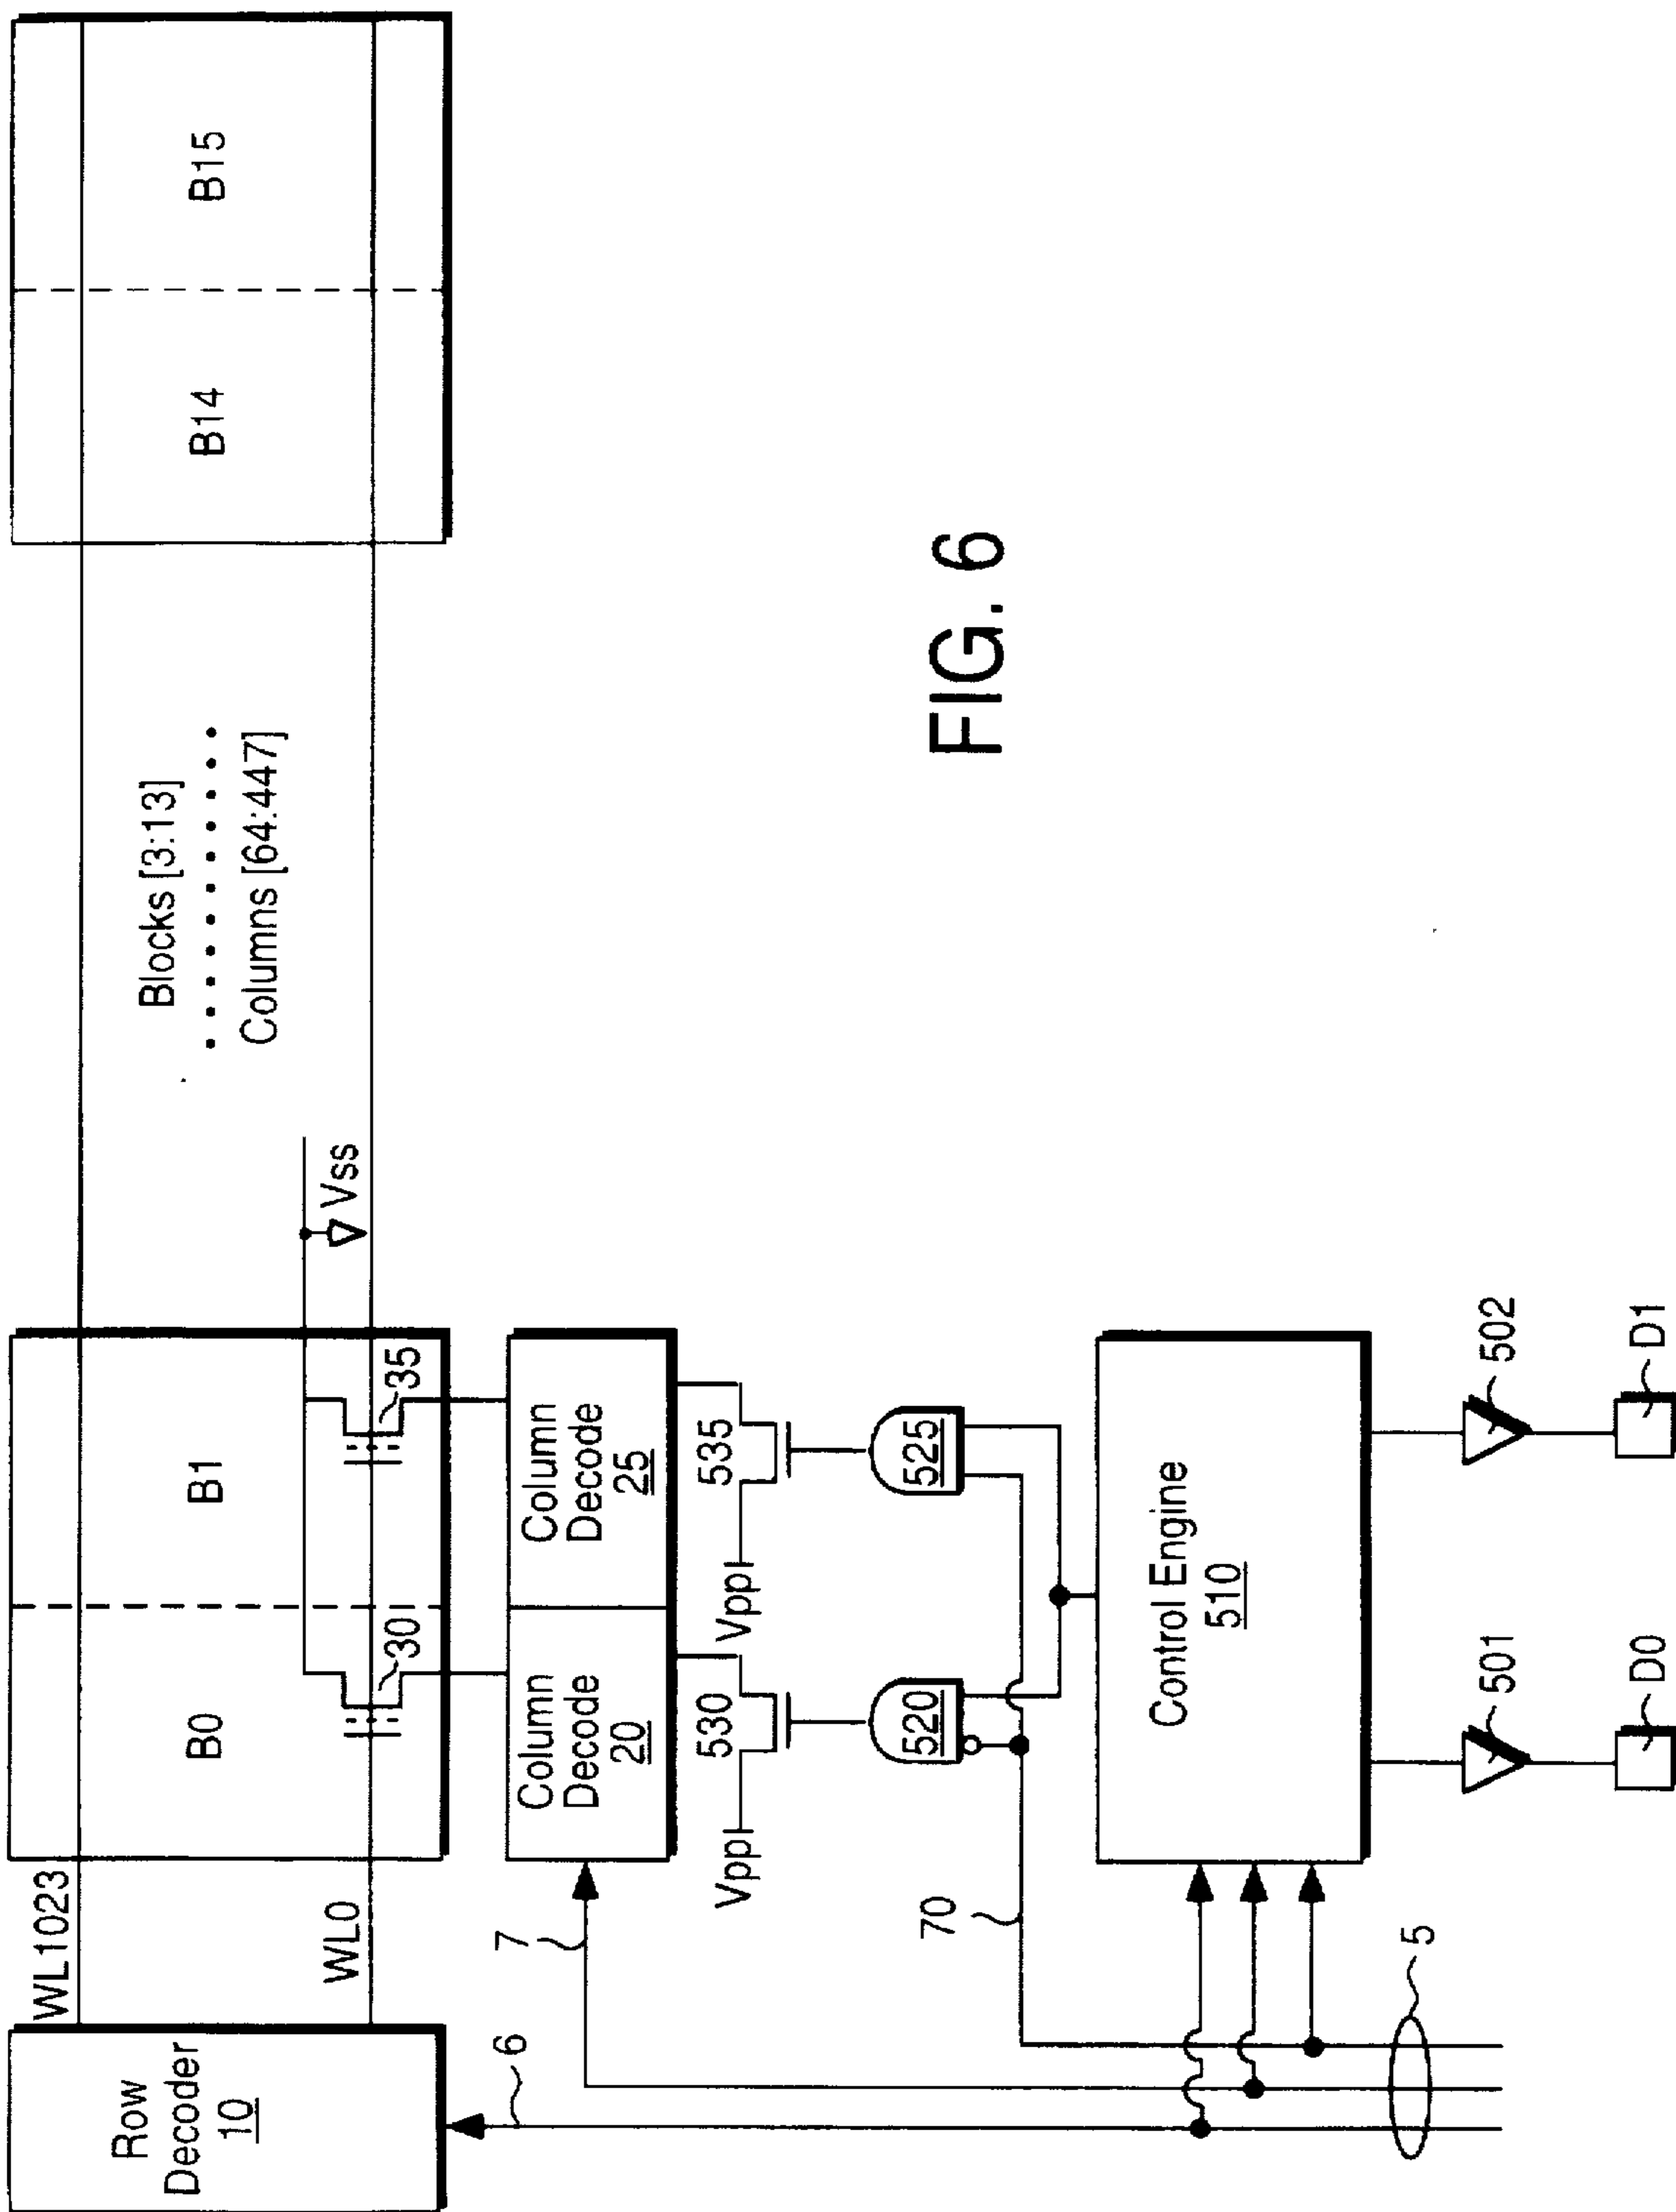 Row
Decoder
10
WL1023
WL0
B0
B1
30
35
Vss
Blocks [3:13]
Columns [64:447]
B14
B15
6
7
Column
Decode
20
Column
Decode
25
Vpp
530
Vpp
535
70
520
525
5
Control Engine
510
501
502
D0
D1
FIG. 6